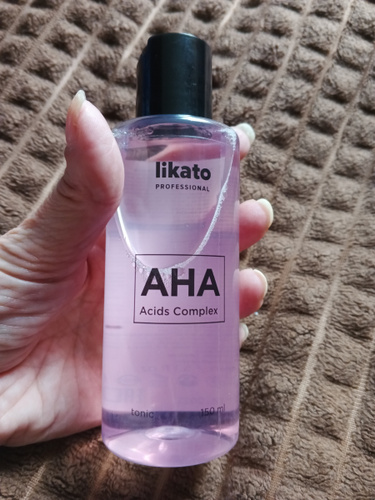 likato
PROFESSIONAL
AHA
Acids Complex
tonic 150 ml